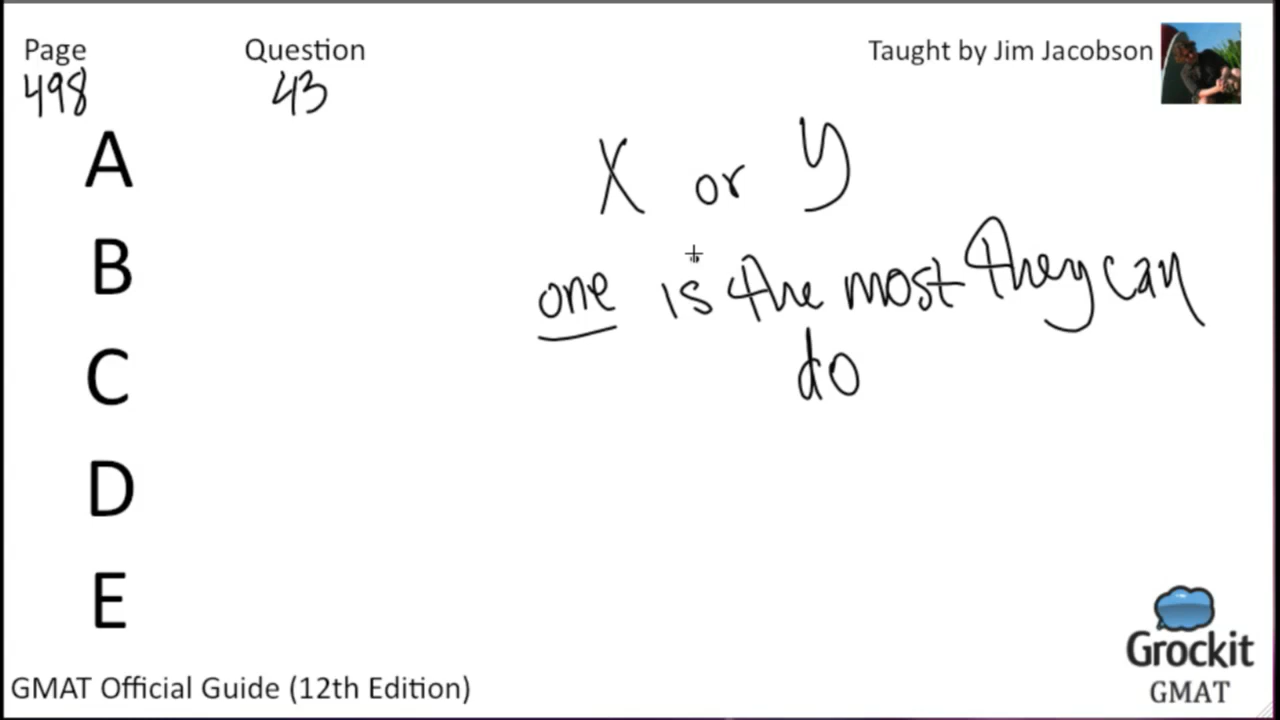 Page Question Taught by Jim Jacobson
498 43
A
X or Y
B
one is the most they can
do
C
D
E
Grockit
GMAT
GMAT Official Guide (12th Edition)